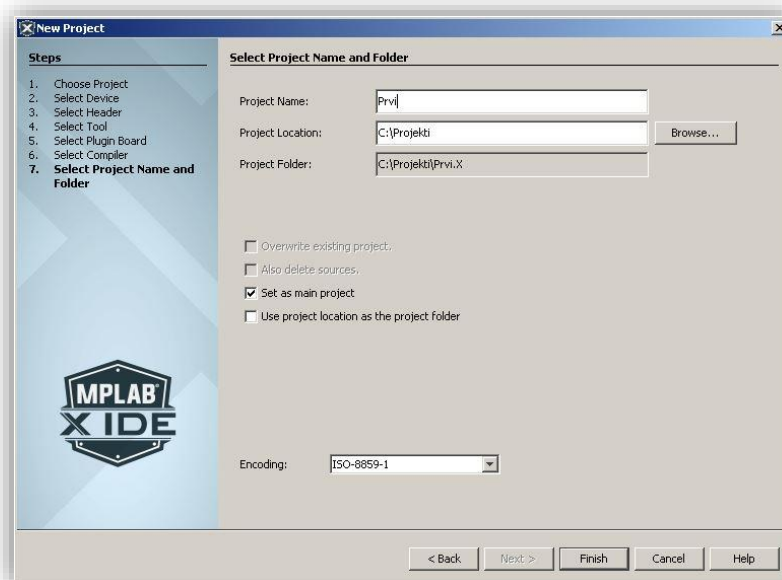 New Project
Steps
1. Choose Project
2. Select Device
3. Select Header
4. Select Tool
5. Select Plugin Board
6. Select Compiler
7. Select Project Name and
Folder
MPLAB
X IDE
Select Project Name and Folder
Project Name: Prvi
Project Location: C:\Projekti Browse...
Project Folder: C:\Projekti\Prvi.X
Overwrite existing project.
Also delete sources.
Set as main project
Use project location as the project folder
Encoding: ISO-8859-1
< Back Next > Finish Cancel Help